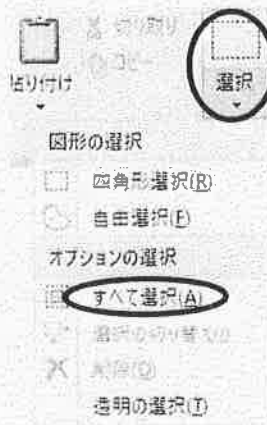 切り取り
コピー
貼り付け
選択
図形の選択
四角形選択(R)
自由選択(F)
オプションの選択
すべて選択(A)
選択の切り替え(I)
削除(D)
透明の選択(T)